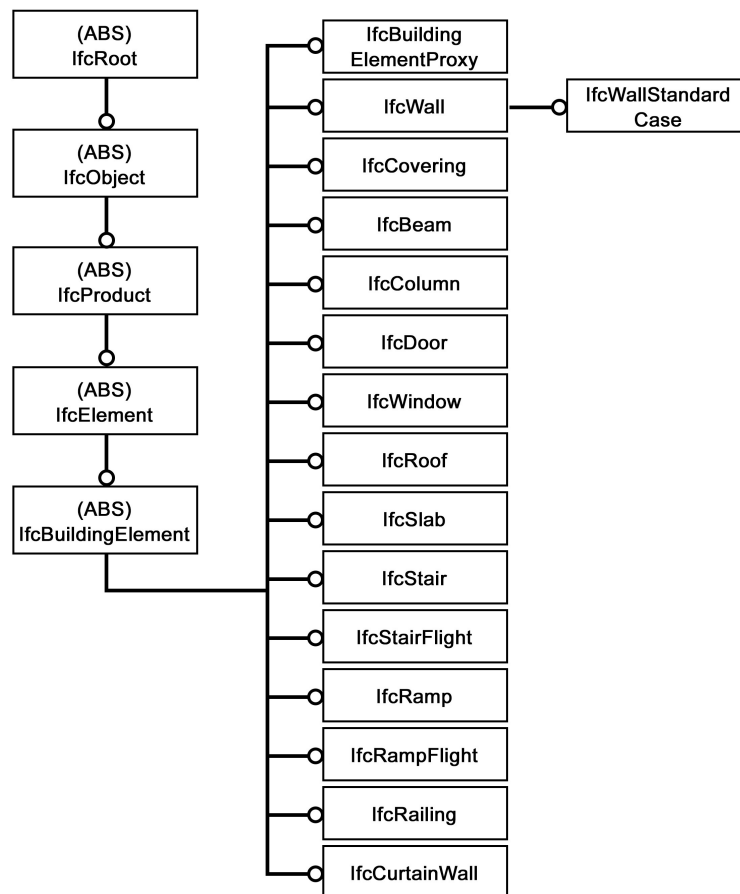 (ABS)
IfcRoot
(ABS)
IfcObject
(ABS)
IfcProduct
(ABS)
IfcElement
(ABS)
IfcBuildingElement
IfcBuilding
ElementProxy
IfcWall
IfcWallStandard
Case
IfcCovering
IfcBeam
IfcColumn
IfcDoor
IfcWindow
IfcRoof
IfcSlab
IfcStair
IfcStairFlight
IfcRamp
IfcRampFlight
IfcRailing
IfcCurtainWall